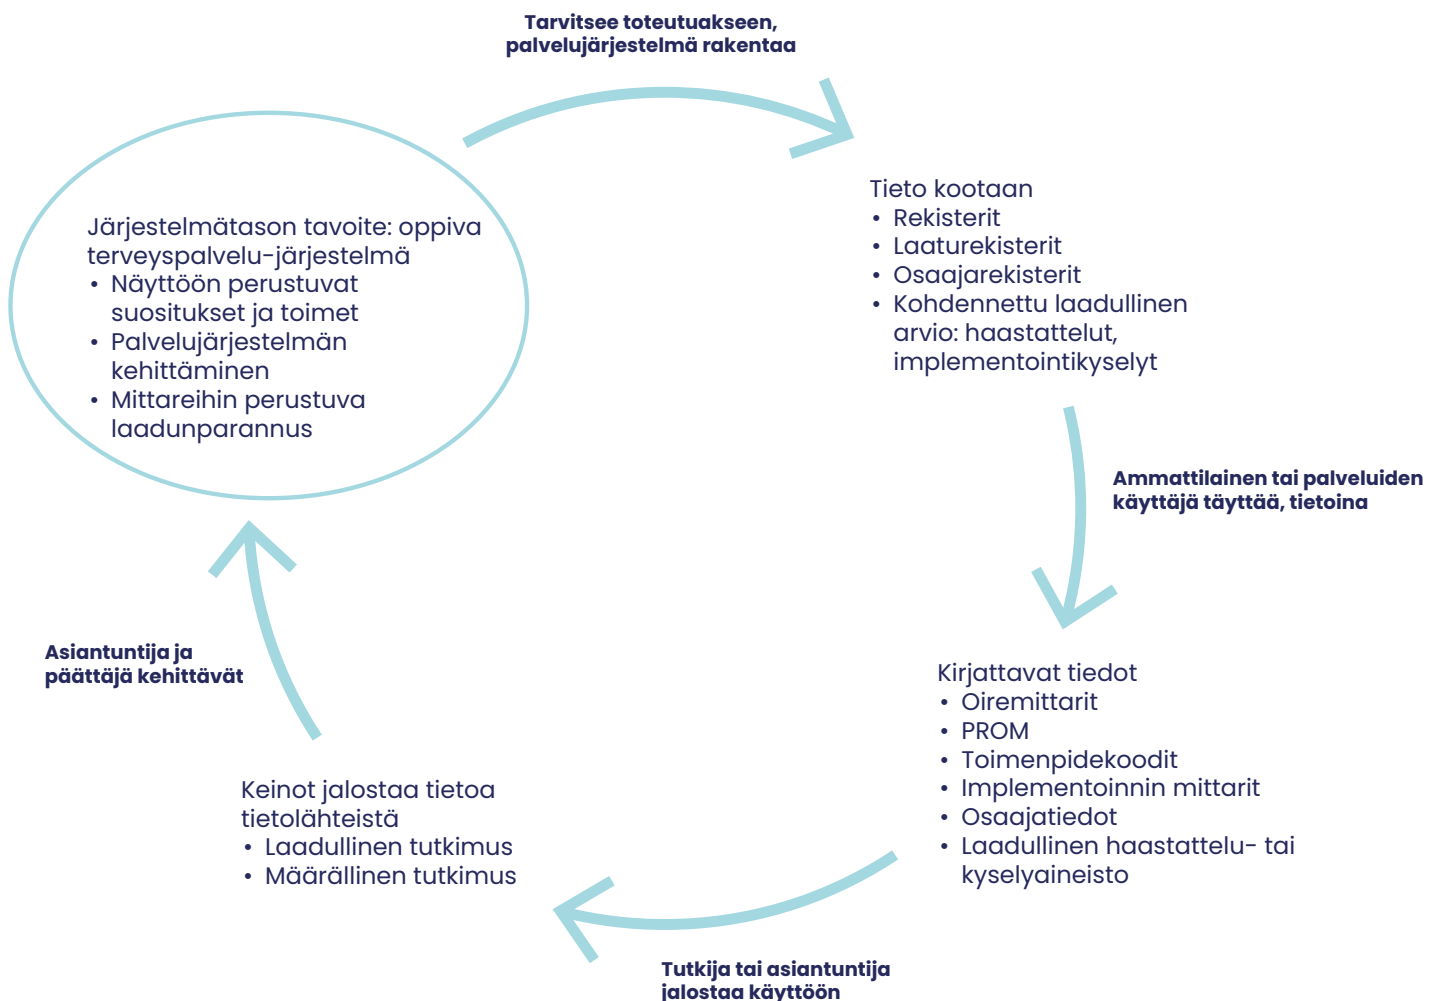 Tarvitsee toteutuakseen,
palvelujärjestelmä rakentaa
Järjestelmätason tavoite: oppiva
terveyspalvelu-järjestelmä
• Näyttöön perustuvat
suositukset ja toimet
• Palvelujärjestelmän
kehittäminen
• Mittareihin perustuva
laadunparannus
Tieto kootaan
• Rekisterit
• Laaturekisterit
• Osaajarekisterit
• Kohdennettu laadullinen
arvio: haastattelut,
implementointikyselyt
Ammattilainen tai palveluiden
käyttäjä täyttää, tietoina
Kirjattavat tiedot
• Oiremittarit
• PROM
• Toimenpidekoodit
• Implementoinnin mittarit
• Osaajatiedot
• Laadullinen haastattelu- tai
kyselyaineisto
Tutkija tai asiantuntija
jalostaa käyttöön
Keinot jalostaa tietoa
tietolähteistä
• Laadullinen tutkimus
• Määrällinen tutkimus
Asiantuntija ja
päättäjä kehittävät